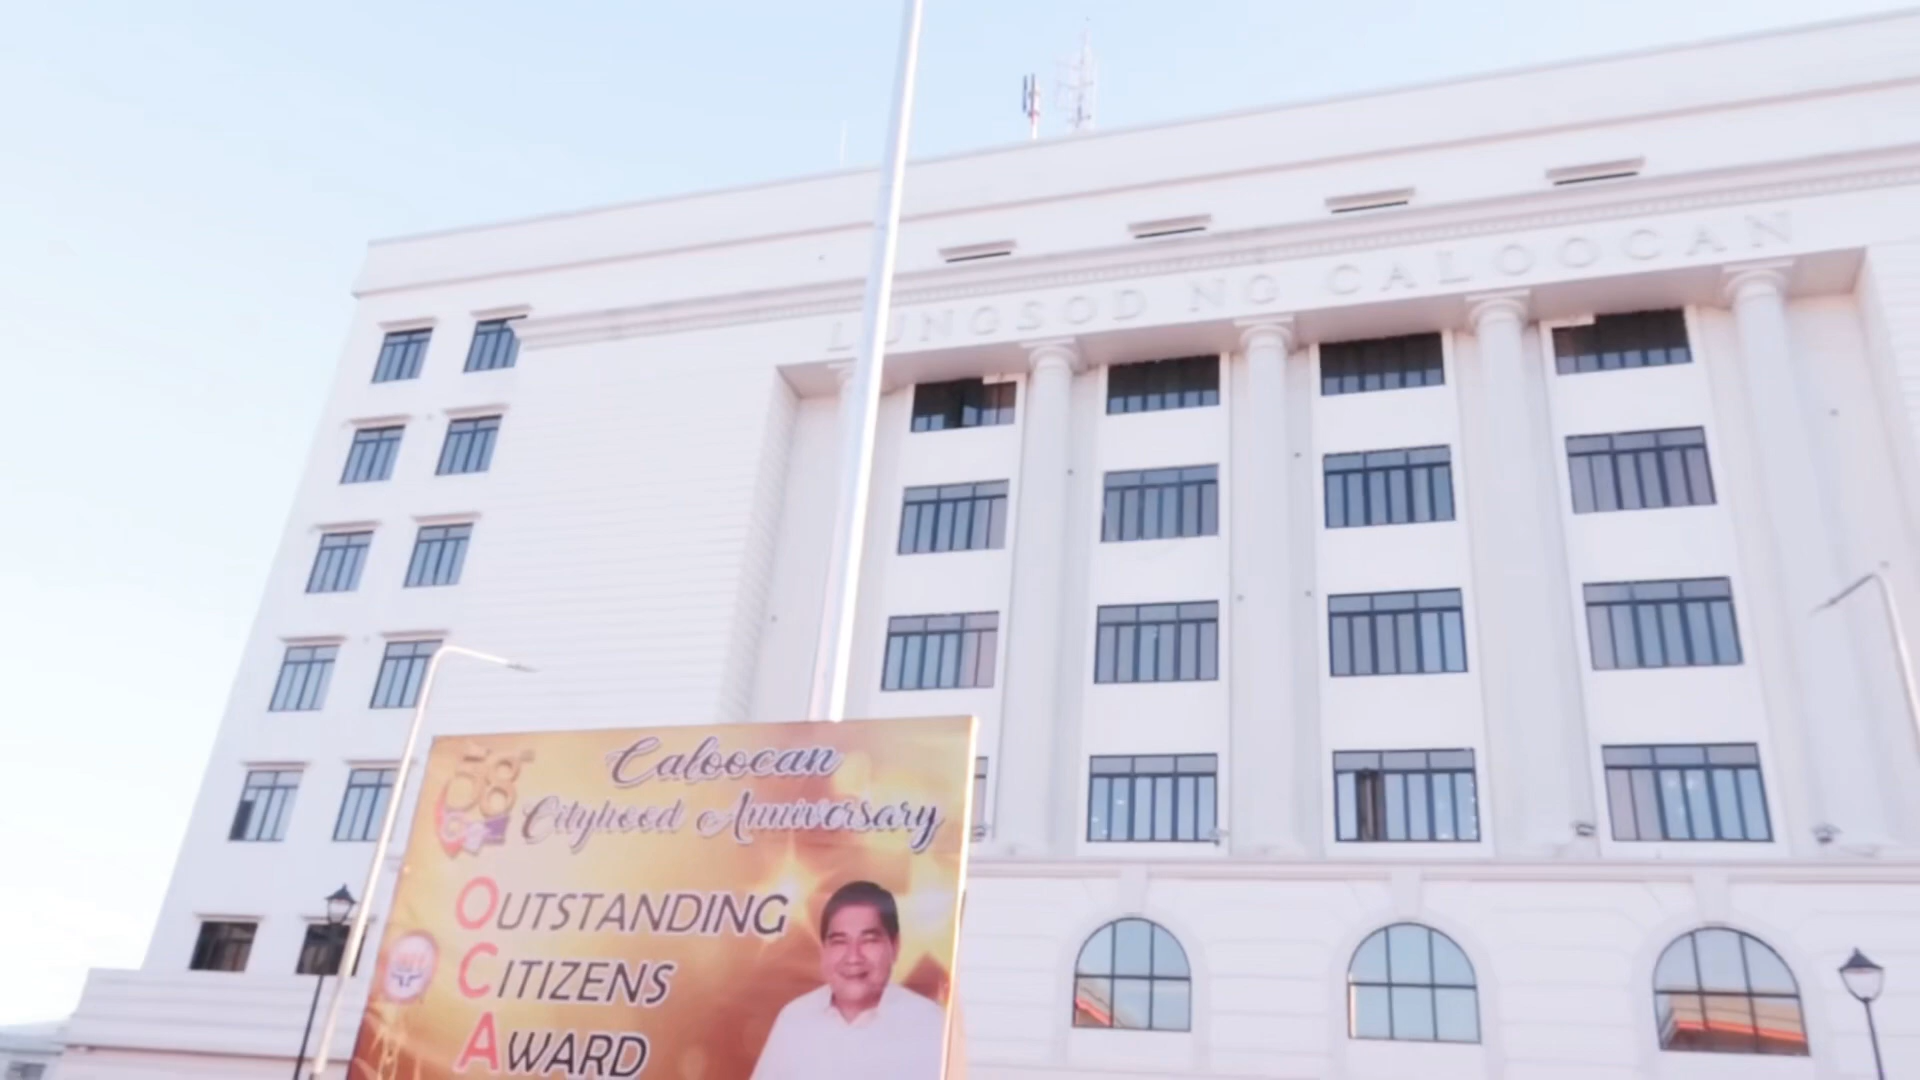 LUNGSOD NG CALOOCAN
58th
Caloocan
Cityhood Anniversary
OUTSTANDING
CITIZENS
AWARD